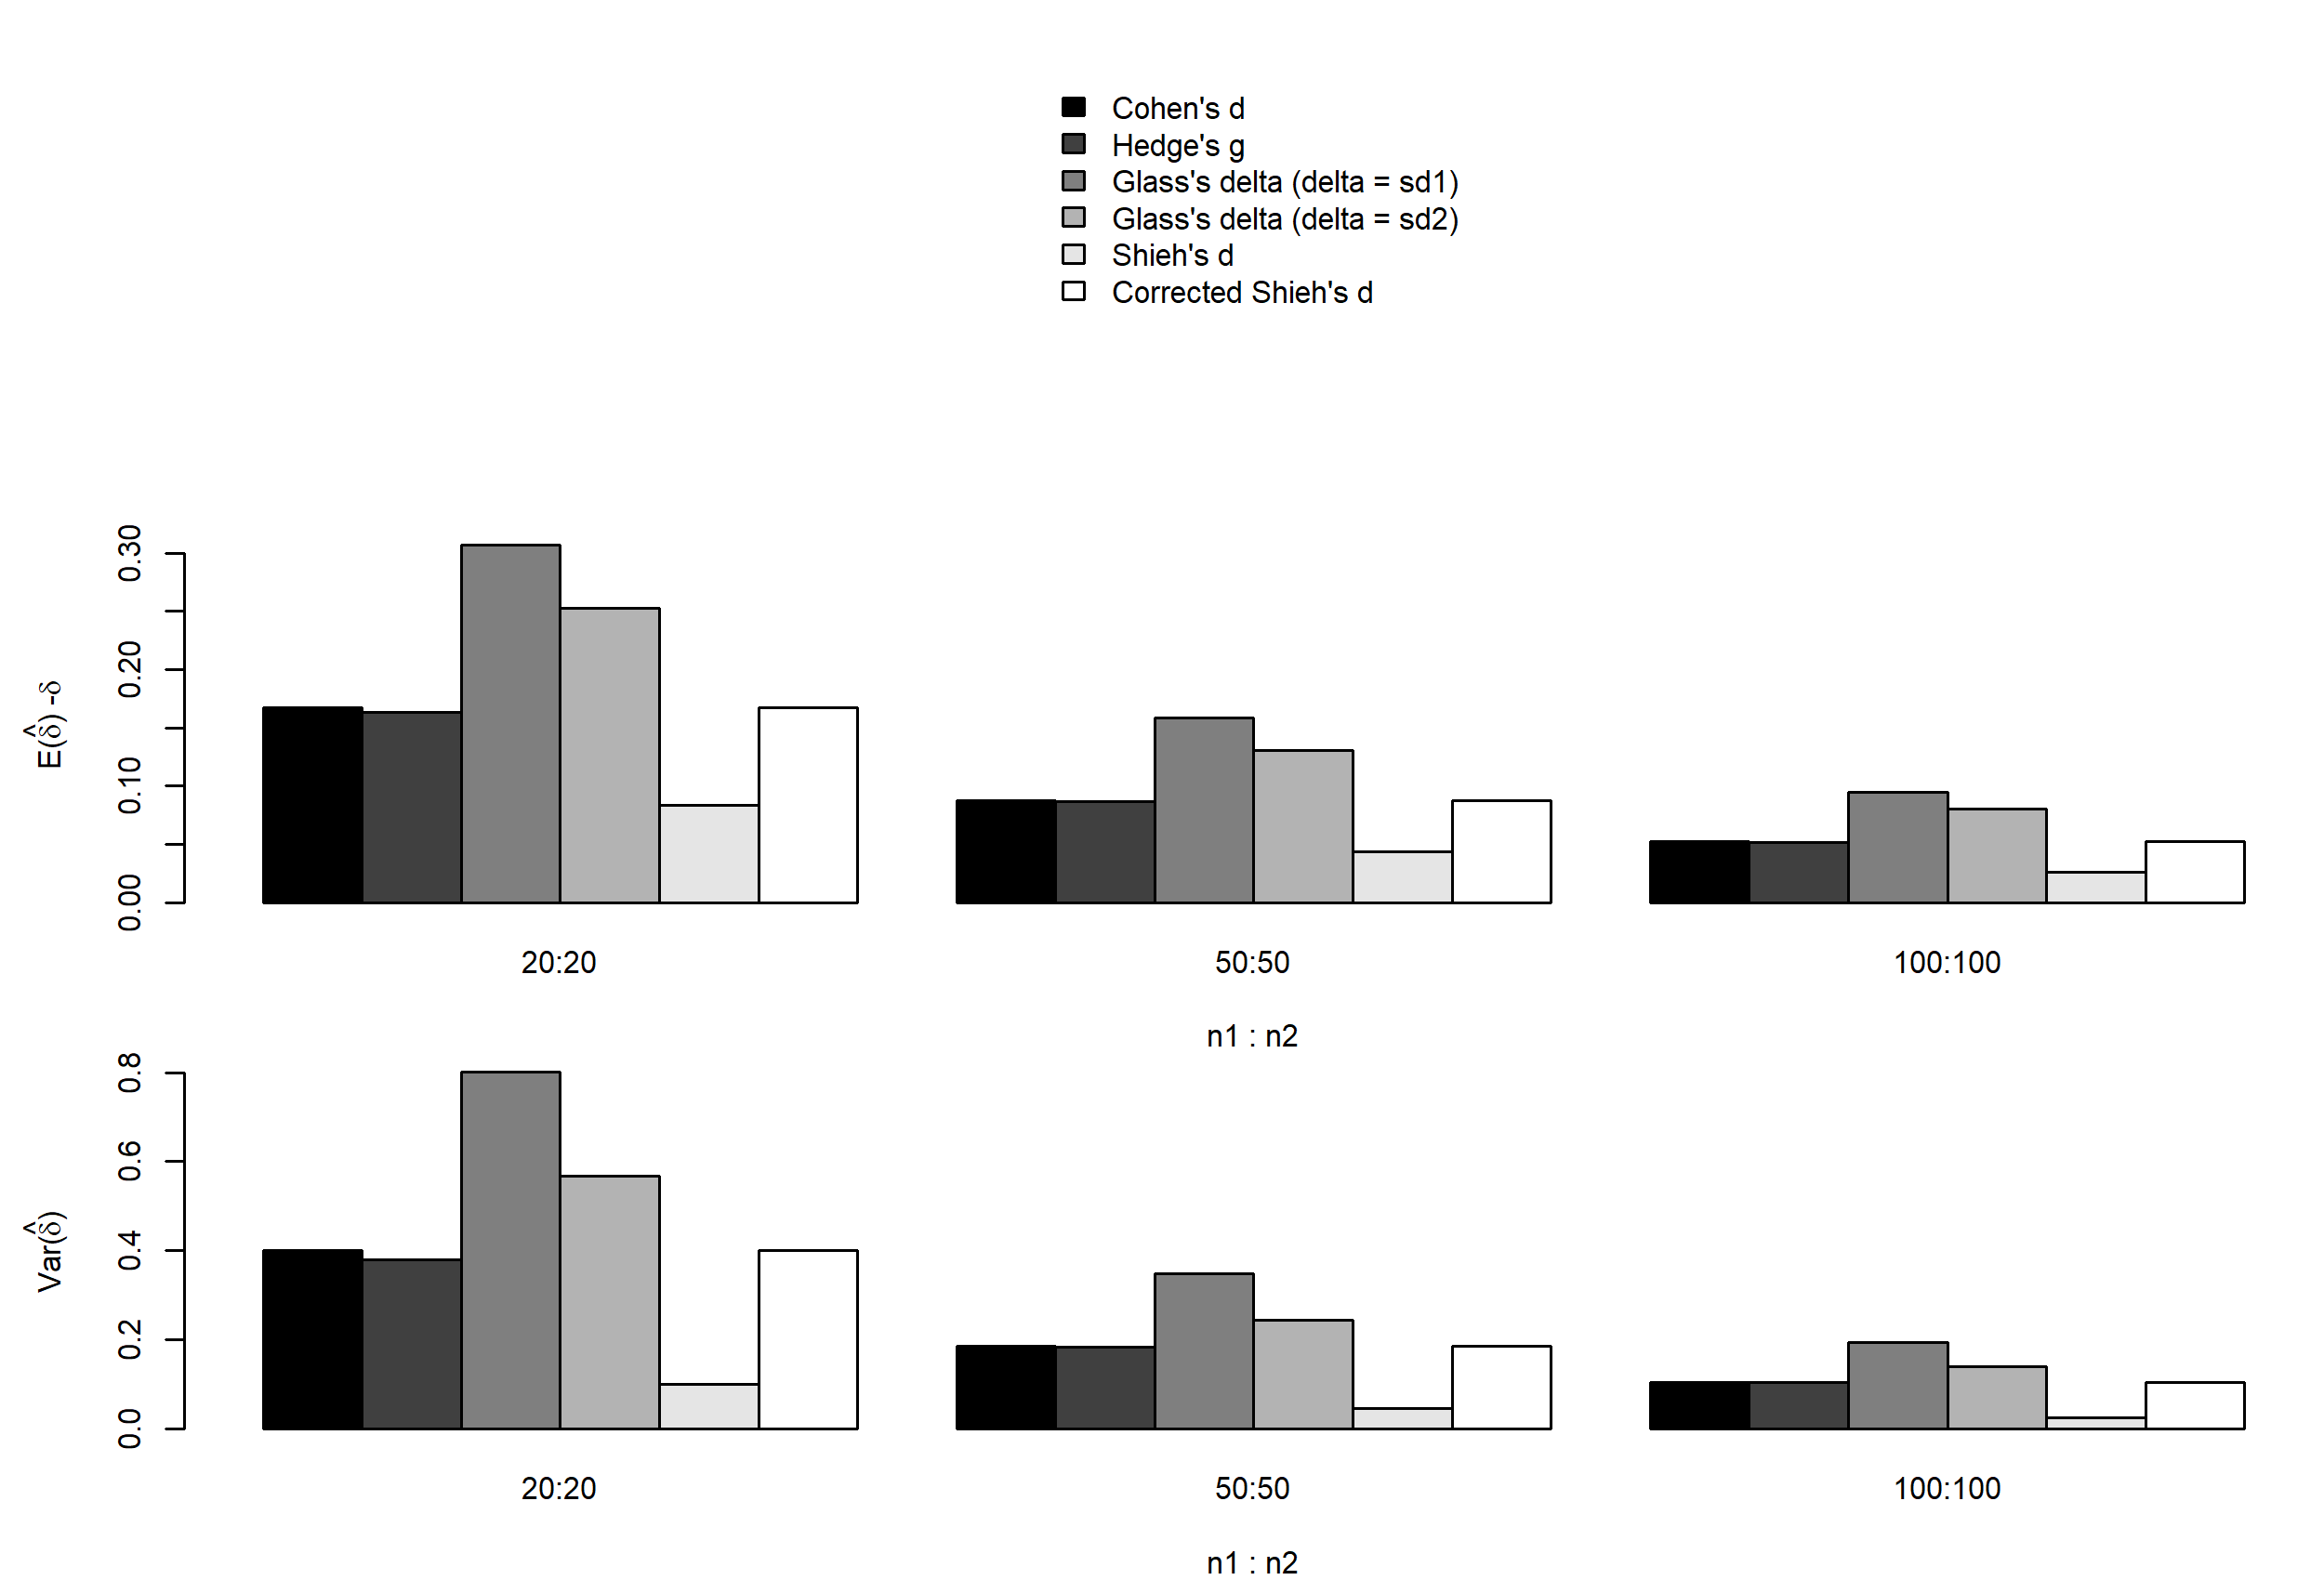 Cohen's d
Hedge's g
Glass's delta (delta = sd1)
Glass's delta (delta = sd2)
Shieh's d
Corrected Shieh's d
E(δ̂) -δ
0.30
0.20
0.10
0.00
20:20 50:50 100:100
n1 : n2
Var(δ̂)
0.8
0.6
0.4
0.2
0.0
20:20 50:50 100:100
n1 : n2